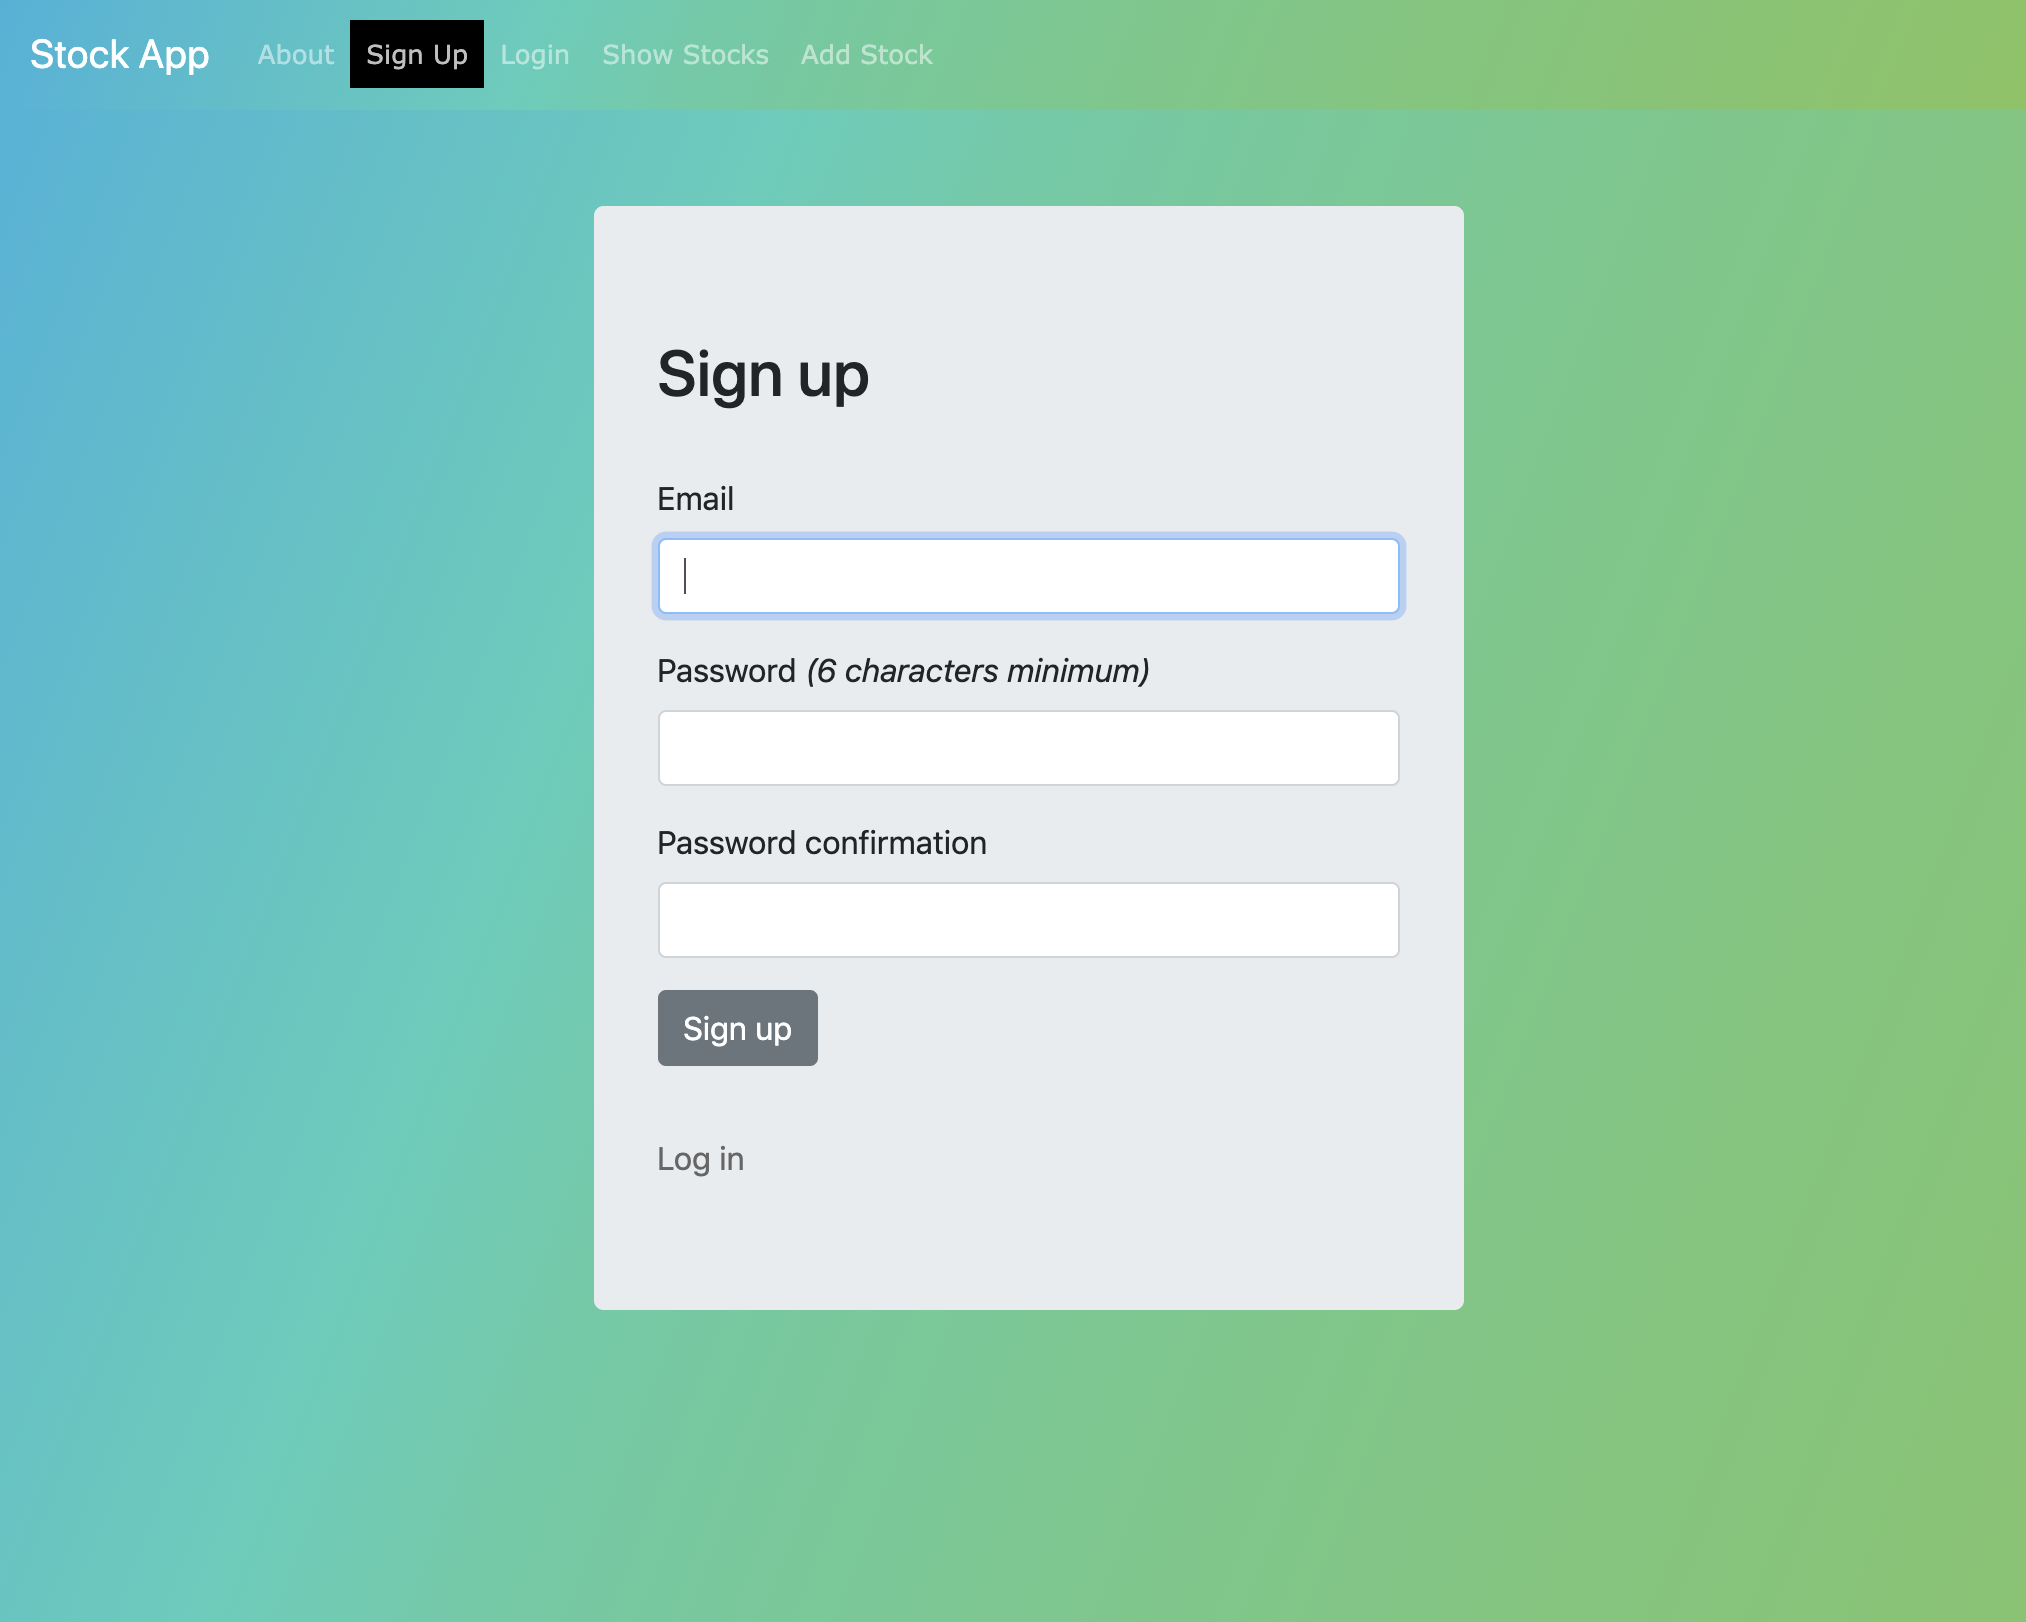 Stock App About Sign Up Login Show Stocks Add Stock
Sign up
Email
Password (6 characters minimum)
Password confirmation
Sign up
Log in